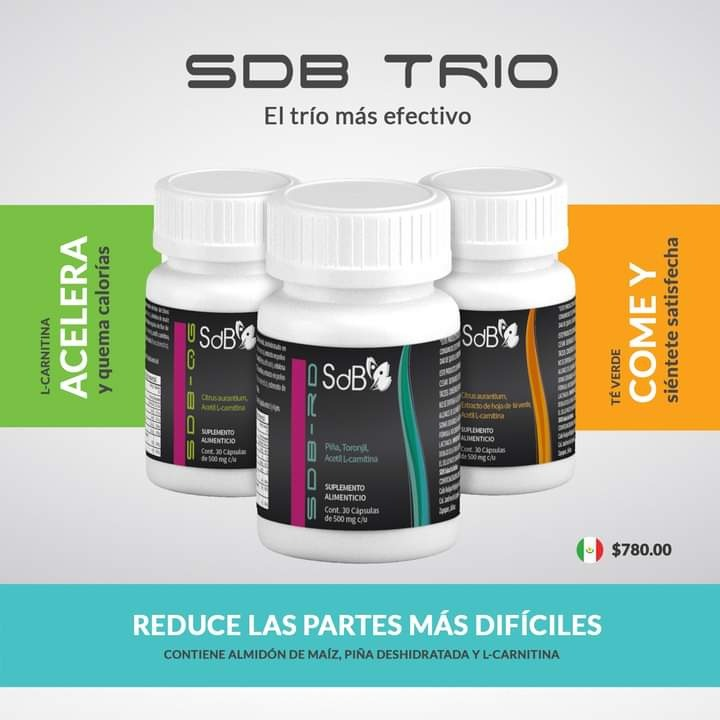 SDB TRIO
El trío más efectivo
L-CARNITINA
ACELERA
y quema calorías
TÉ VERDE
COME Y
siéntete satisfecha
SDB-QG
SdB
Citrus aurantium,
Acetil L-carnitina
SUPLEMENTO
ALIMENTICIO
Cont. 30 Cápsulas
de 500 mg c/u
SDB-RD
SdB
Piña, Toronjil,
Acetil L-carnitina
SUPLEMENTO
ALIMENTICIO
Cont. 30 Cápsulas
de 500 mg c/u
SdB
Citrus aurantium,
Extracto de hoja de té verde,
Acetil L-carnitina
SUPLEMENTO
ALIMENTICIO
Cont. 30 Cápsulas
de 500 mg c/u
$780.00
REDUCE LAS PARTES MÁS DIFÍCILES
CONTIENE ALMIDÓN DE MAÍZ, PIÑA DESHIDRATADA Y L-CARNITINA